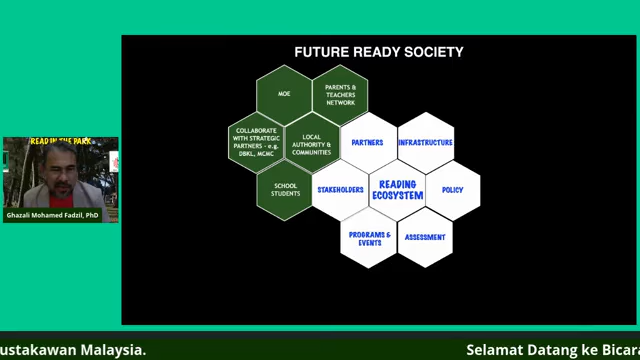 FUTURE READY SOCIETY
MOE
PARENTS &
TEACHERS
NETWORK
COLLABORATE
WITH STRATEGIC
PARTNERS - e.g.
DBKL, MCMC
LOCAL
AUTHORITY &
COMMUNITIES
PARTNERS
INFRASTRUCTURE
SCHOOL
STUDENTS
STAKEHOLDERS
READING
ECOSYSTEM
POLICY
PROGRAMS &
EVENTS
ASSESSMENT
READ IN THE PARK
Ghazali Mohamed Fadzil, PhD
ustakawan Malaysia.
Selamat Datang ke Bicara